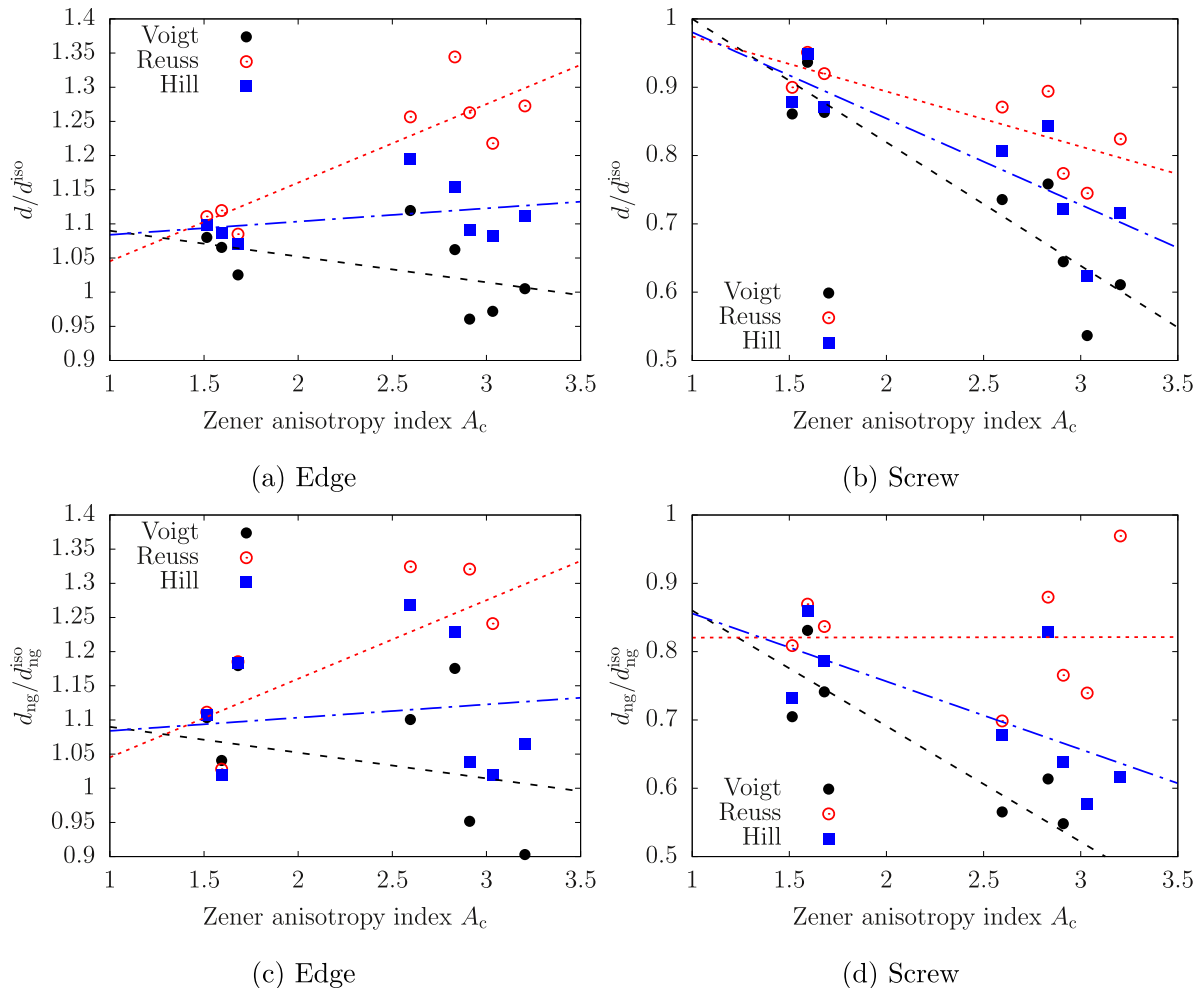 1.4
1.35
1.3
1.25
1.2
1.15
1.1
1.05
1
0.95
0.9
d/d^iso
Voigt
Reuss
Hill
1 1.5 2 2.5 3 3.5
Zener anisotropy index A_c
(a) Edge
1
0.9
0.8
0.7
0.6
0.5
d/d^iso
Voigt
Reuss
Hill
1 1.5 2 2.5 3 3.5
Zener anisotropy index A_c
(b) Screw
1.4
1.35
1.3
1.25
1.2
1.15
1.1
1.05
1
0.95
0.9
d_ng/d_ng^iso
Voigt
Reuss
Hill
1 1.5 2 2.5 3 3.5
Zener anisotropy index A_c
(c) Edge
1
0.9
0.8
0.7
0.6
0.5
d_ng/d_ng^iso
Voigt
Reuss
Hill
1 1.5 2 2.5 3 3.5
Zener anisotropy index A_c
(d) Screw